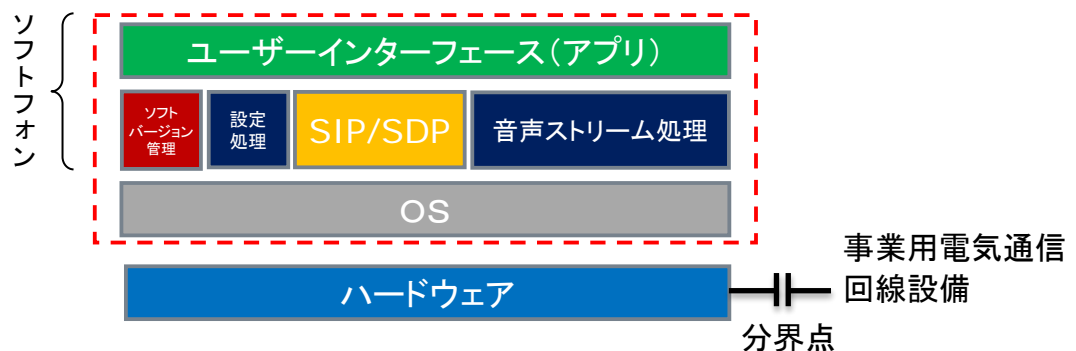 ソフトフォン
ユーザーインターフェース（アプリ）
ソフト
バージョン
管理
設定
処理
SIP/SDP
音声ストリーム処理
OS
ハードウェア
事業用電気通信
回線設備
分界点